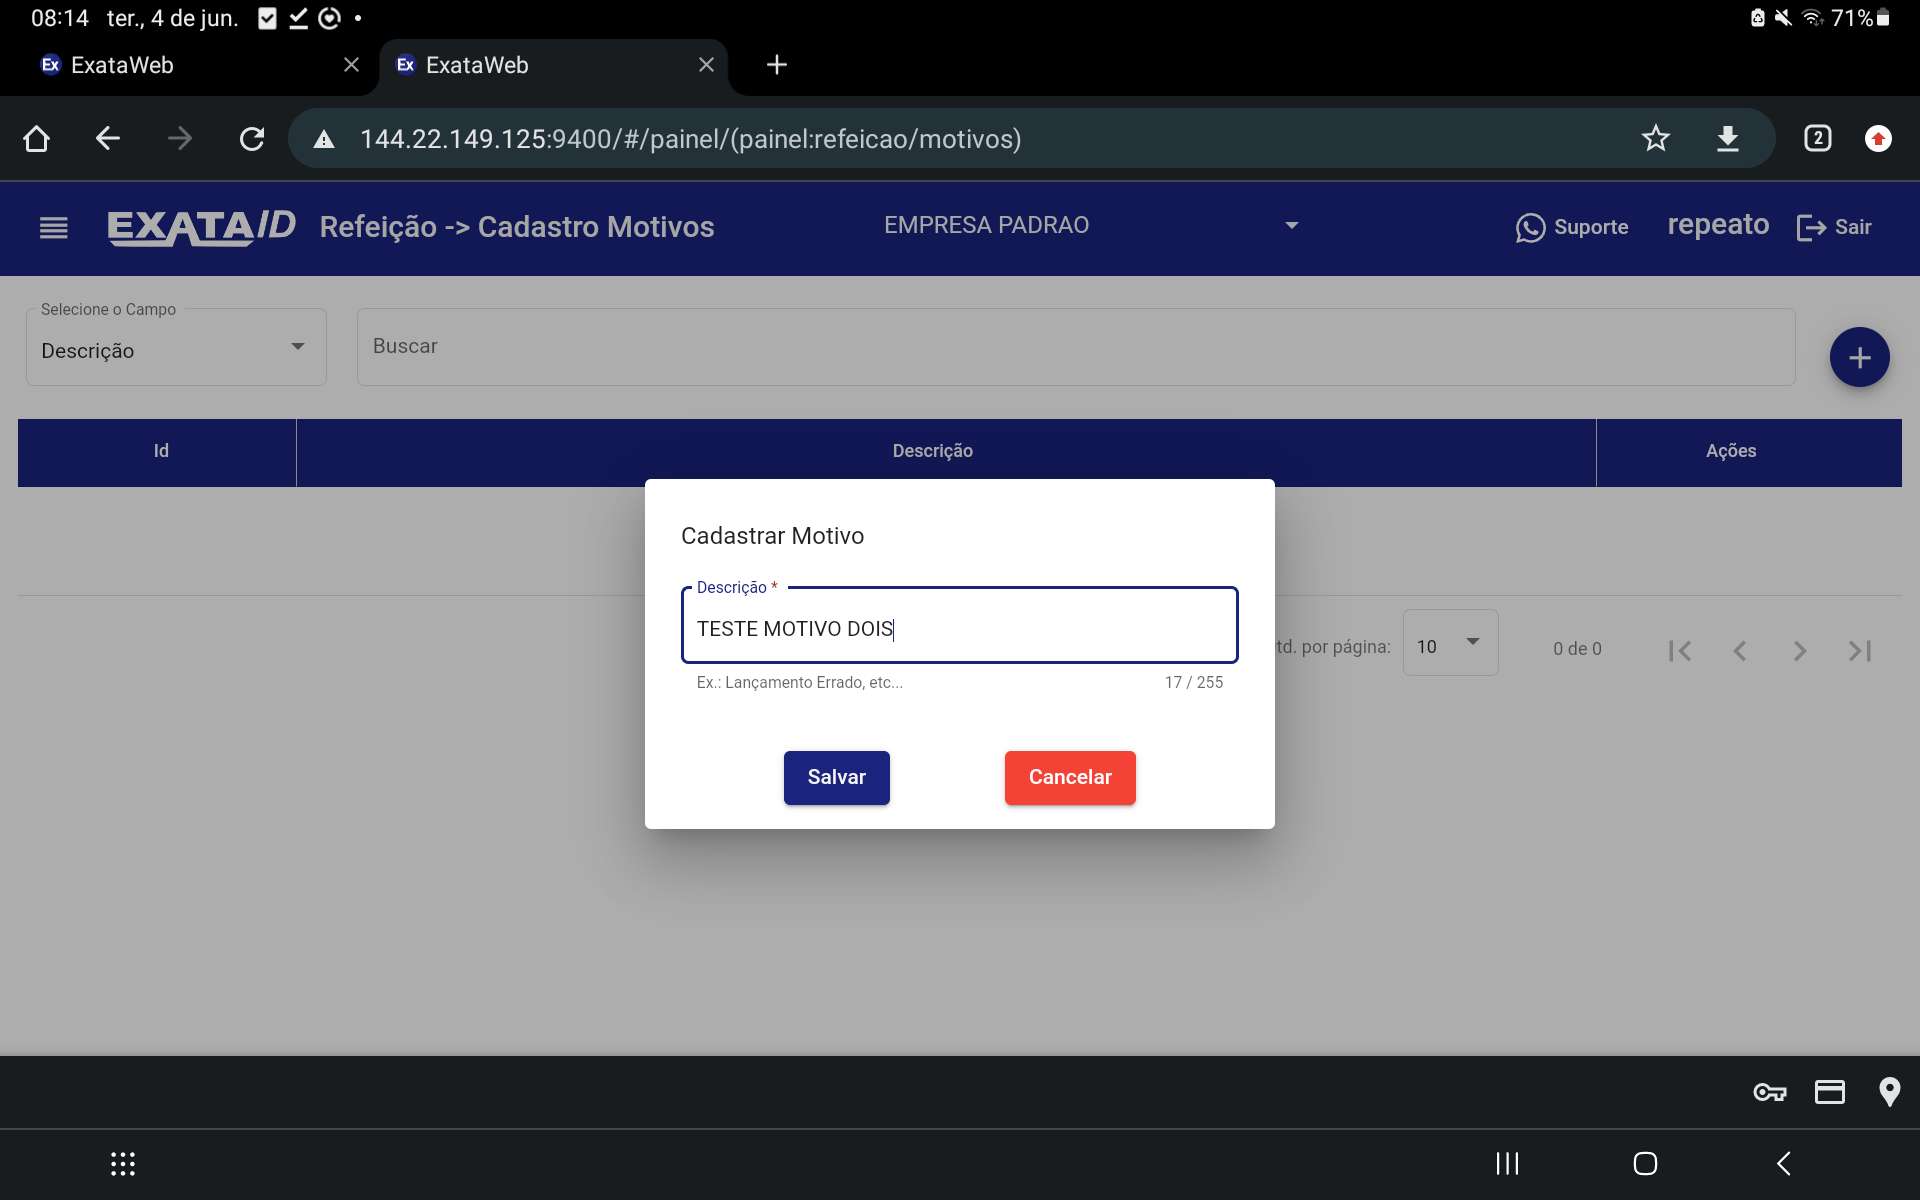 08:14 ter., 4 de jun. 71%
Ex ExataWeb Ex ExataWeb
144.22.149.125:9400/#/painel/(painel:refeicao/motivos) 2
EXATAID Refeição -> Cadastro Motivos EMPRESA PADRAO Suporte repeato Sair
Selecione o Campo
Descrição Buscar
Id Descrição Ações
Cadastrar Motivo
Descrição *
TESTE MOTIVO DOIS
Ex.: Lançamento Errado, etc... 17 / 255
td. por página: 10 0 de 0
Salvar Cancelar